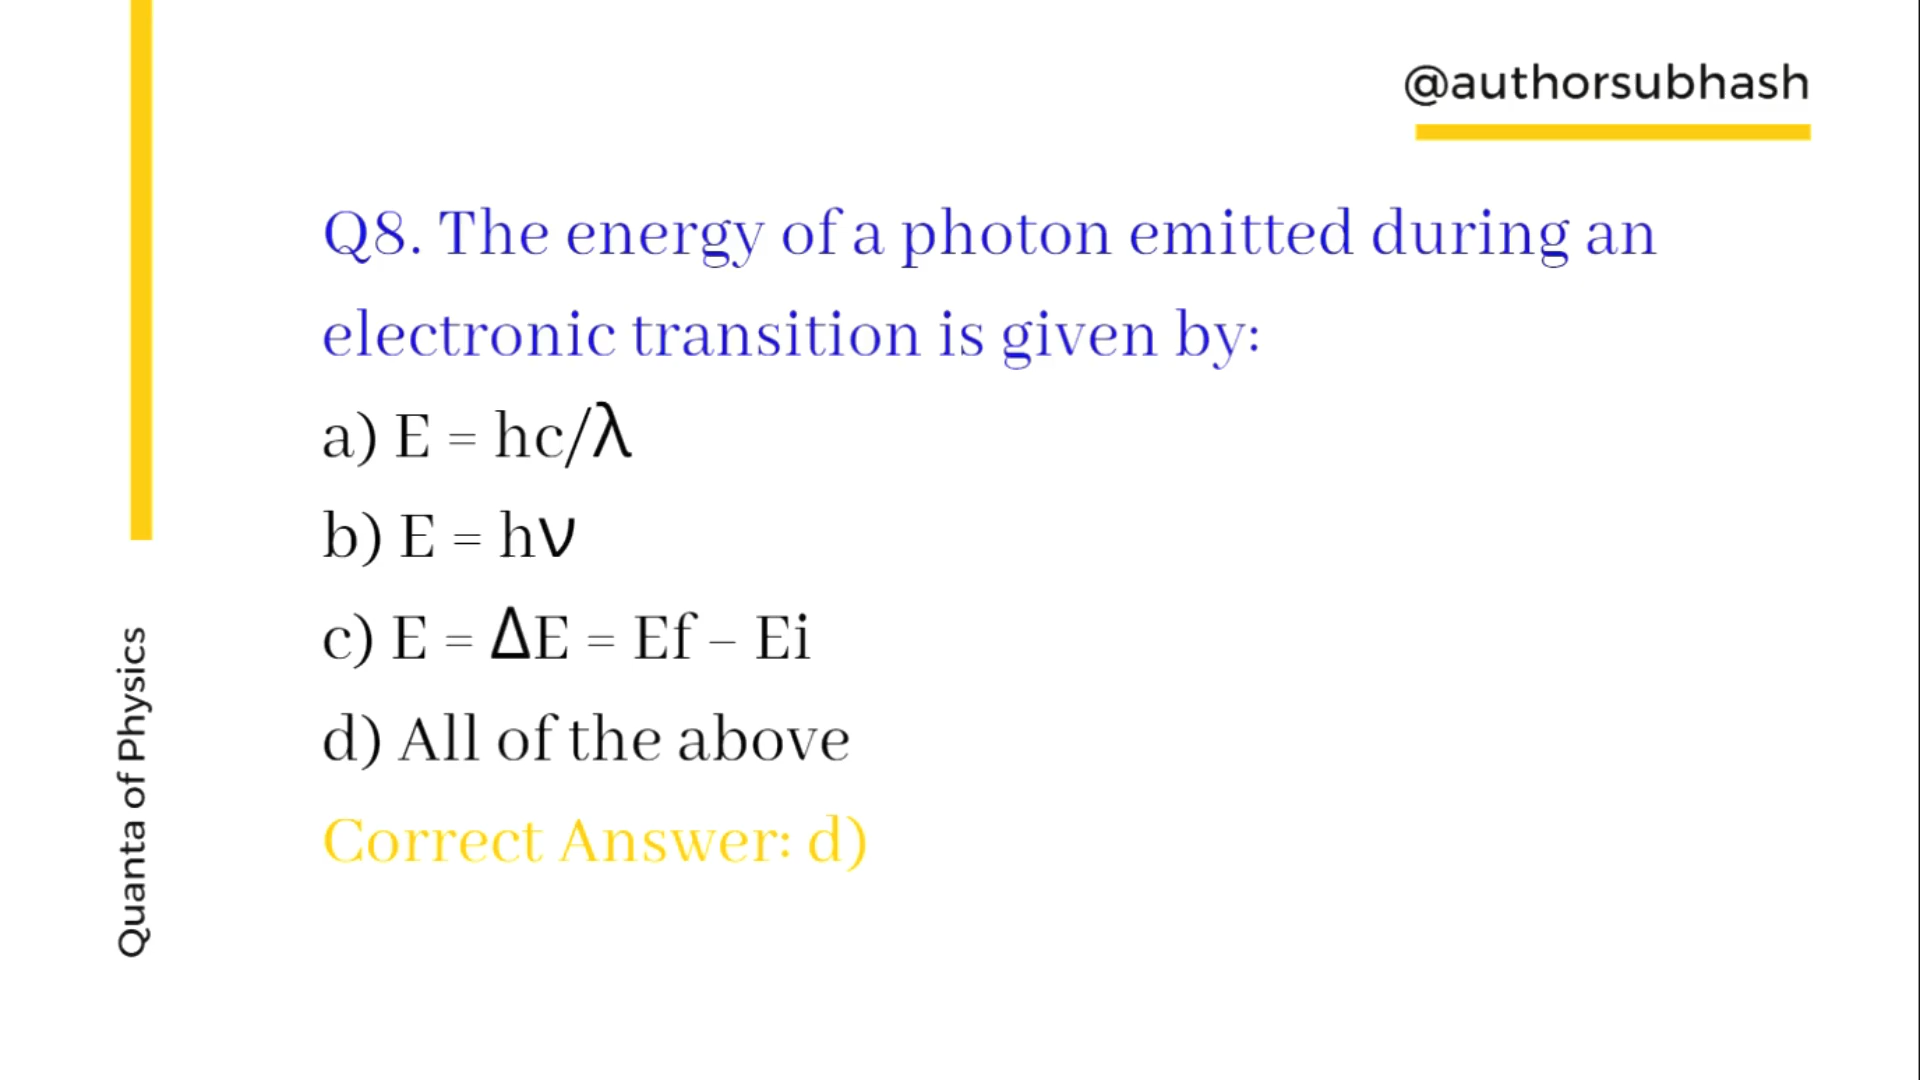 @authorsubhash
Q8. The energy of a photon emitted during an
electronic transition is given by:
a) E = hc/λ
b) E = hν
c) E = ΔE = Ef – Ei
d) All of the above
Correct Answer: d)
Quanta of Physics